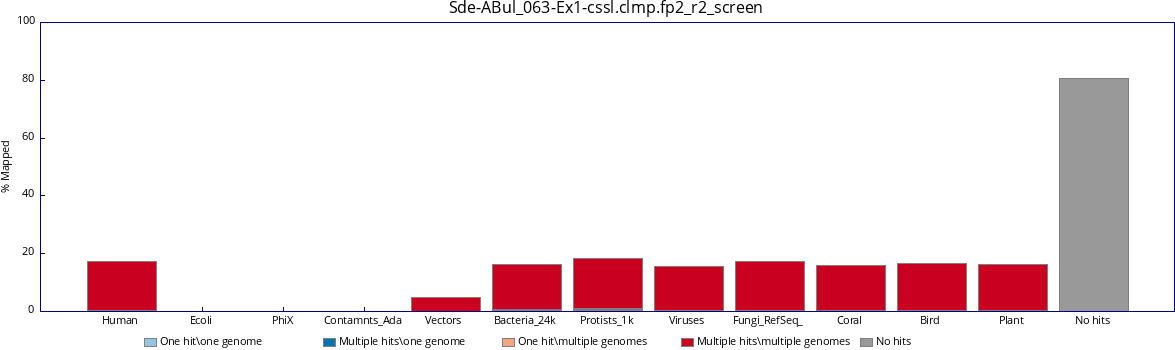 Sde-ABul_063-Ex1-cssl.clmp.fp2_r2_screen
100
80
60
40
20
0
% Mapped
Human Ecoli PhiX Contamnts_Ada Vectors Bacteria_24k Protists_1k Viruses Fungi_RefSeq_ Coral Bird Plant No hits
One hit\one genome Multiple hits\one genome One hit\multiple genomes Multiple hits\multiple genomes No hits